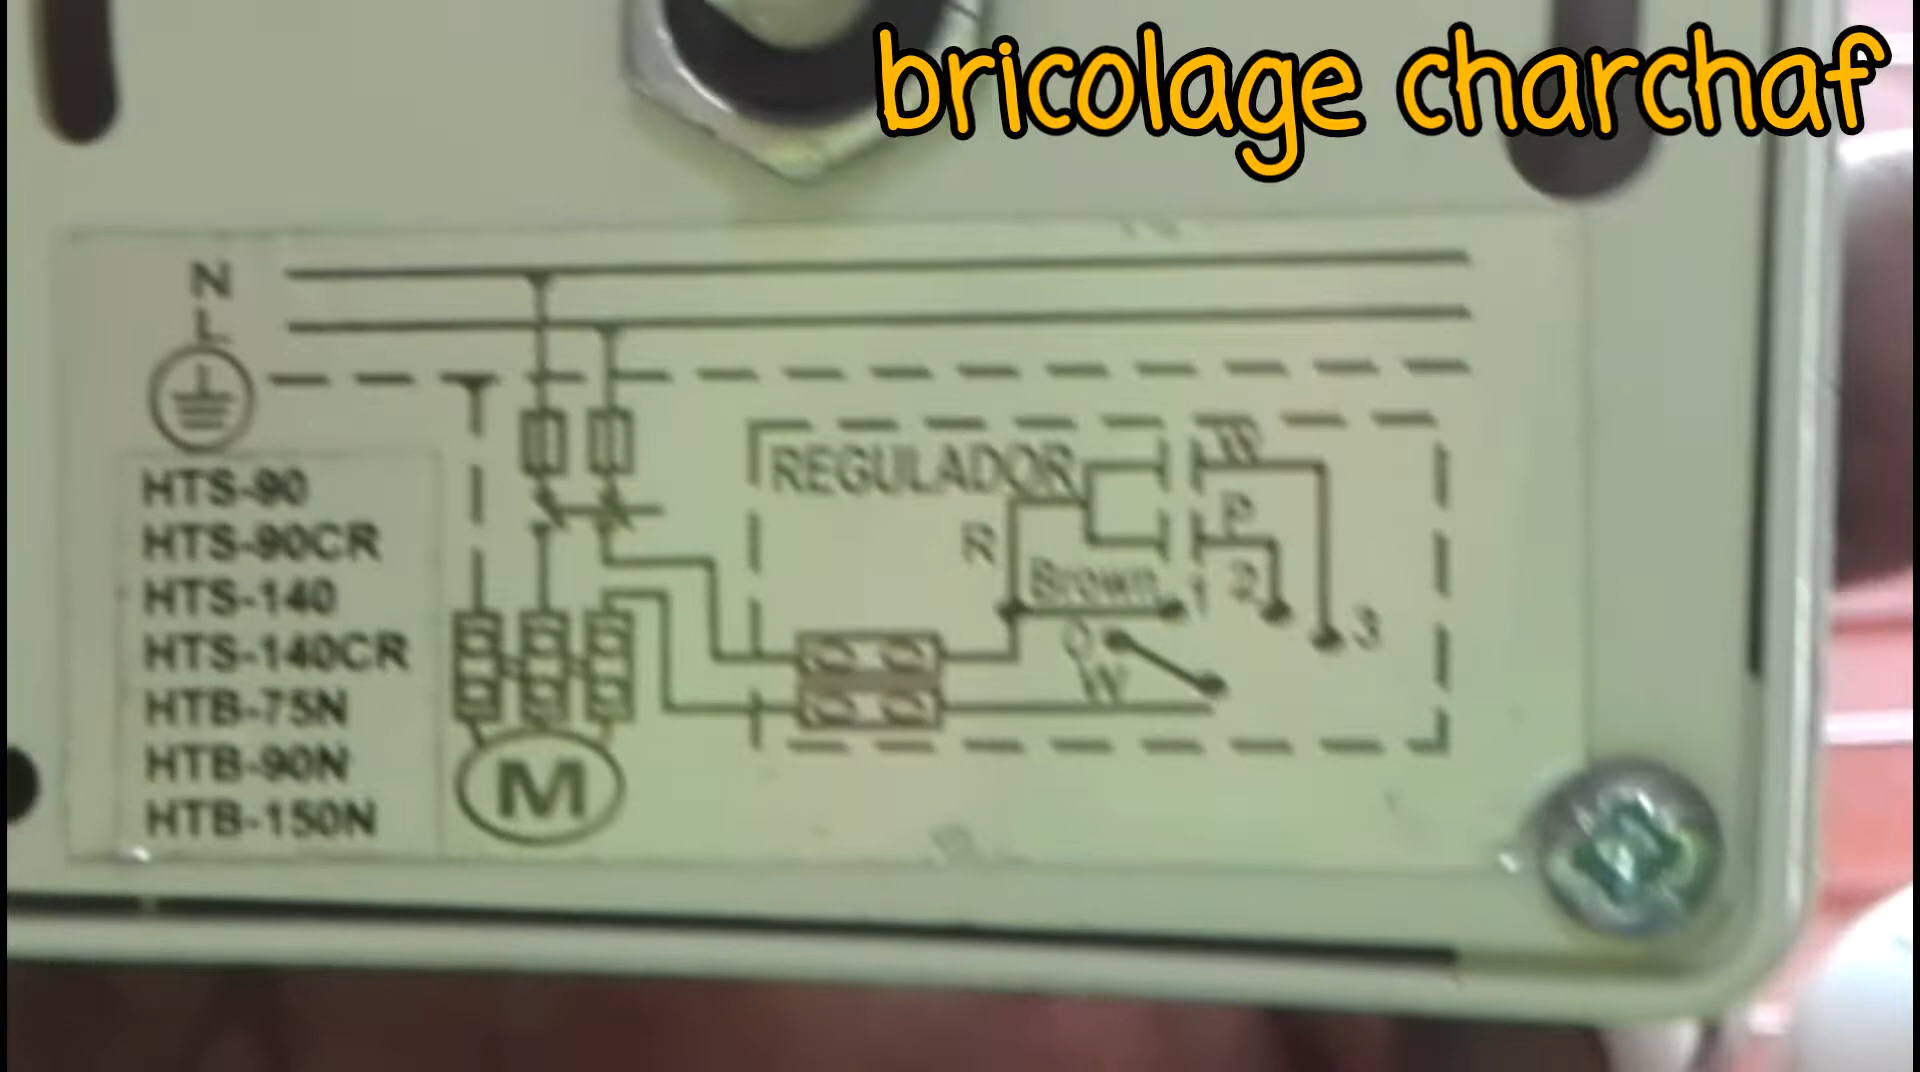 bricolage charchaf
N
L
REGULADOR
W
P
R
Brown
1
2
3
0
W
HTS-90
HTS-90CR
HTS-140
HTS-140CR
HTB-75N
HTB-90N
HTB-150N
M